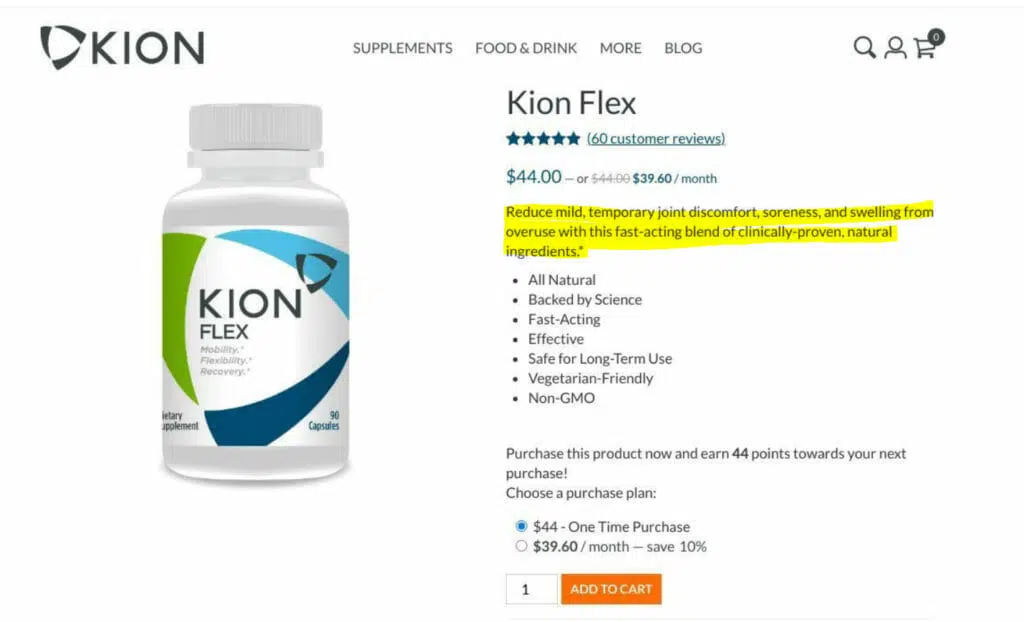 KION
SUPPLEMENTS FOOD & DRINK MORE BLOG
0
Kion Flex
(60 customer reviews)
$44.00 — or $44.00 $39.60 / month
Reduce mild, temporary joint discomfort, soreness, and swelling from
overuse with this fast-acting blend of clinically-proven, natural
ingredients.*
All Natural
Backed by Science
Fast-Acting
Effective
Safe for Long-Term Use
Vegetarian-Friendly
Non-GMO
Purchase this product now and earn 44 points towards your next
purchase!
Choose a purchase plan:
$44 - One Time Purchase
$39.60 / month — save 10%
1 ADD TO CART
KION
FLEX
Mobility.*
Flexibility.*
Recovery.*
ietary
upplement
90
Capsules